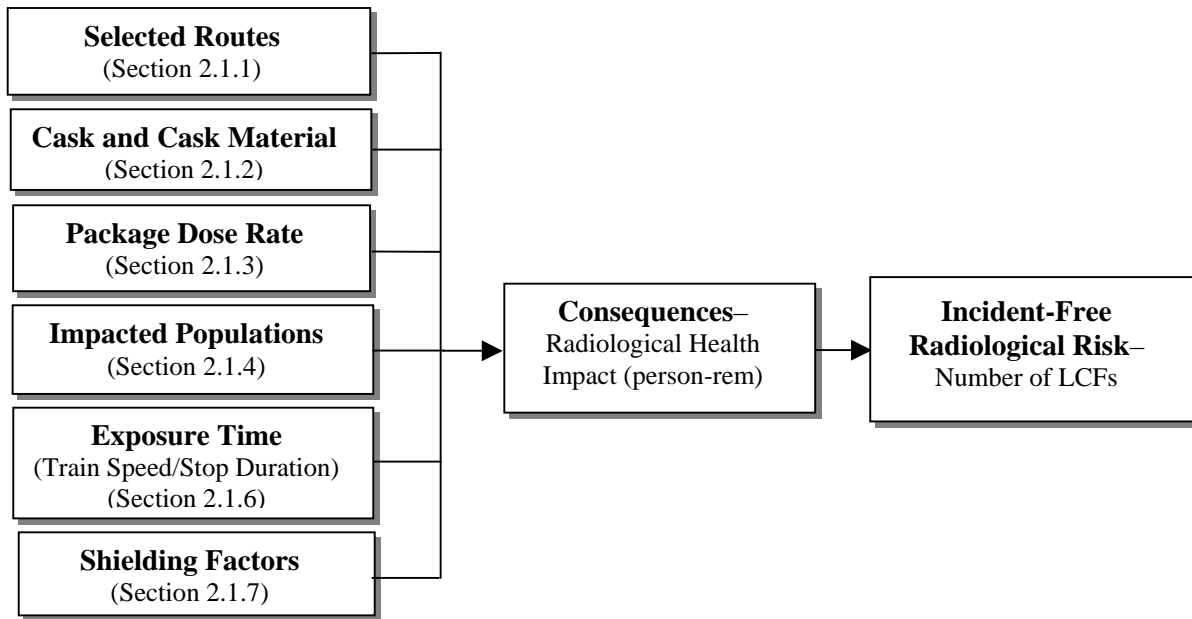 Selected Routes
(Section 2.1.1)
Cask and Cask Material
(Section 2.1.2)
Package Dose Rate
(Section 2.1.3)
Impacted Populations
(Section 2.1.4)
Exposure Time
(Train Speed/Stop Duration)
(Section 2.1.6)
Shielding Factors
(Section 2.1.7)
Consequences–
Radiological Health
Impact (person-rem)
Incident-Free
Radiological Risk–
Number of LCFs